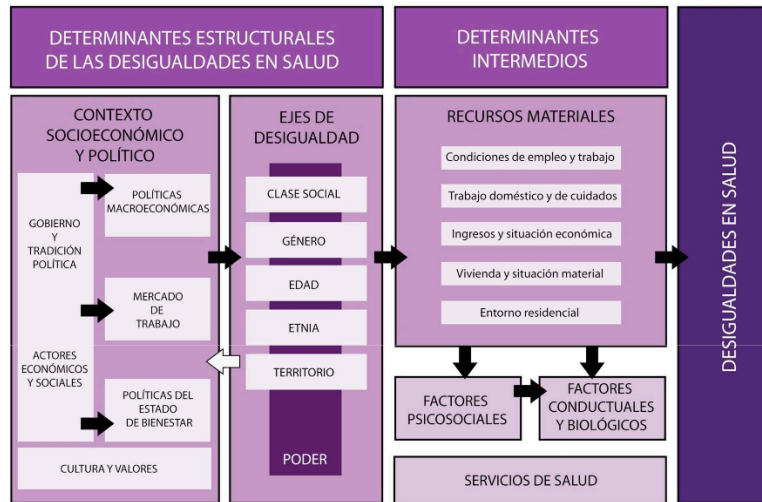 DETERMINANTES ESTRUCTURALES
DE LAS DESIGUALDADES EN SALUD
DETERMINANTES
INTERMEDIOS
CONTEXTO
SOCIOECONÓMICO
Y POLÍTICO
GOBIERNO
Y
TRADICIÓN
POLÍTICA
ACTORES
ECONÓMICOS
Y SOCIALES
POLÍTICAS
MACROECONÓMICAS
MERCADO
DE
TRABAJO
POLÍTICAS DEL
ESTADO
DE BIENESTAR
CULTURA Y VALORES
EJES DE
DESIGUALDAD
CLASE SOCIAL
GÉNERO
EDAD
ETNIA
TERRITORIO
PODER
RECURSOS MATERIALES
Condiciones de empleo y trabajo
Trabajo doméstico y de cuidados
Ingresos y situación económica
Vivienda y situación material
Entorno residencial
FACTORES
PSICOSOCIALES
FACTORES
CONDUCTUALES
Y BIOLÓGICOS
SERVICIOS DE SALUD
DESIGUALDADES EN SALUD